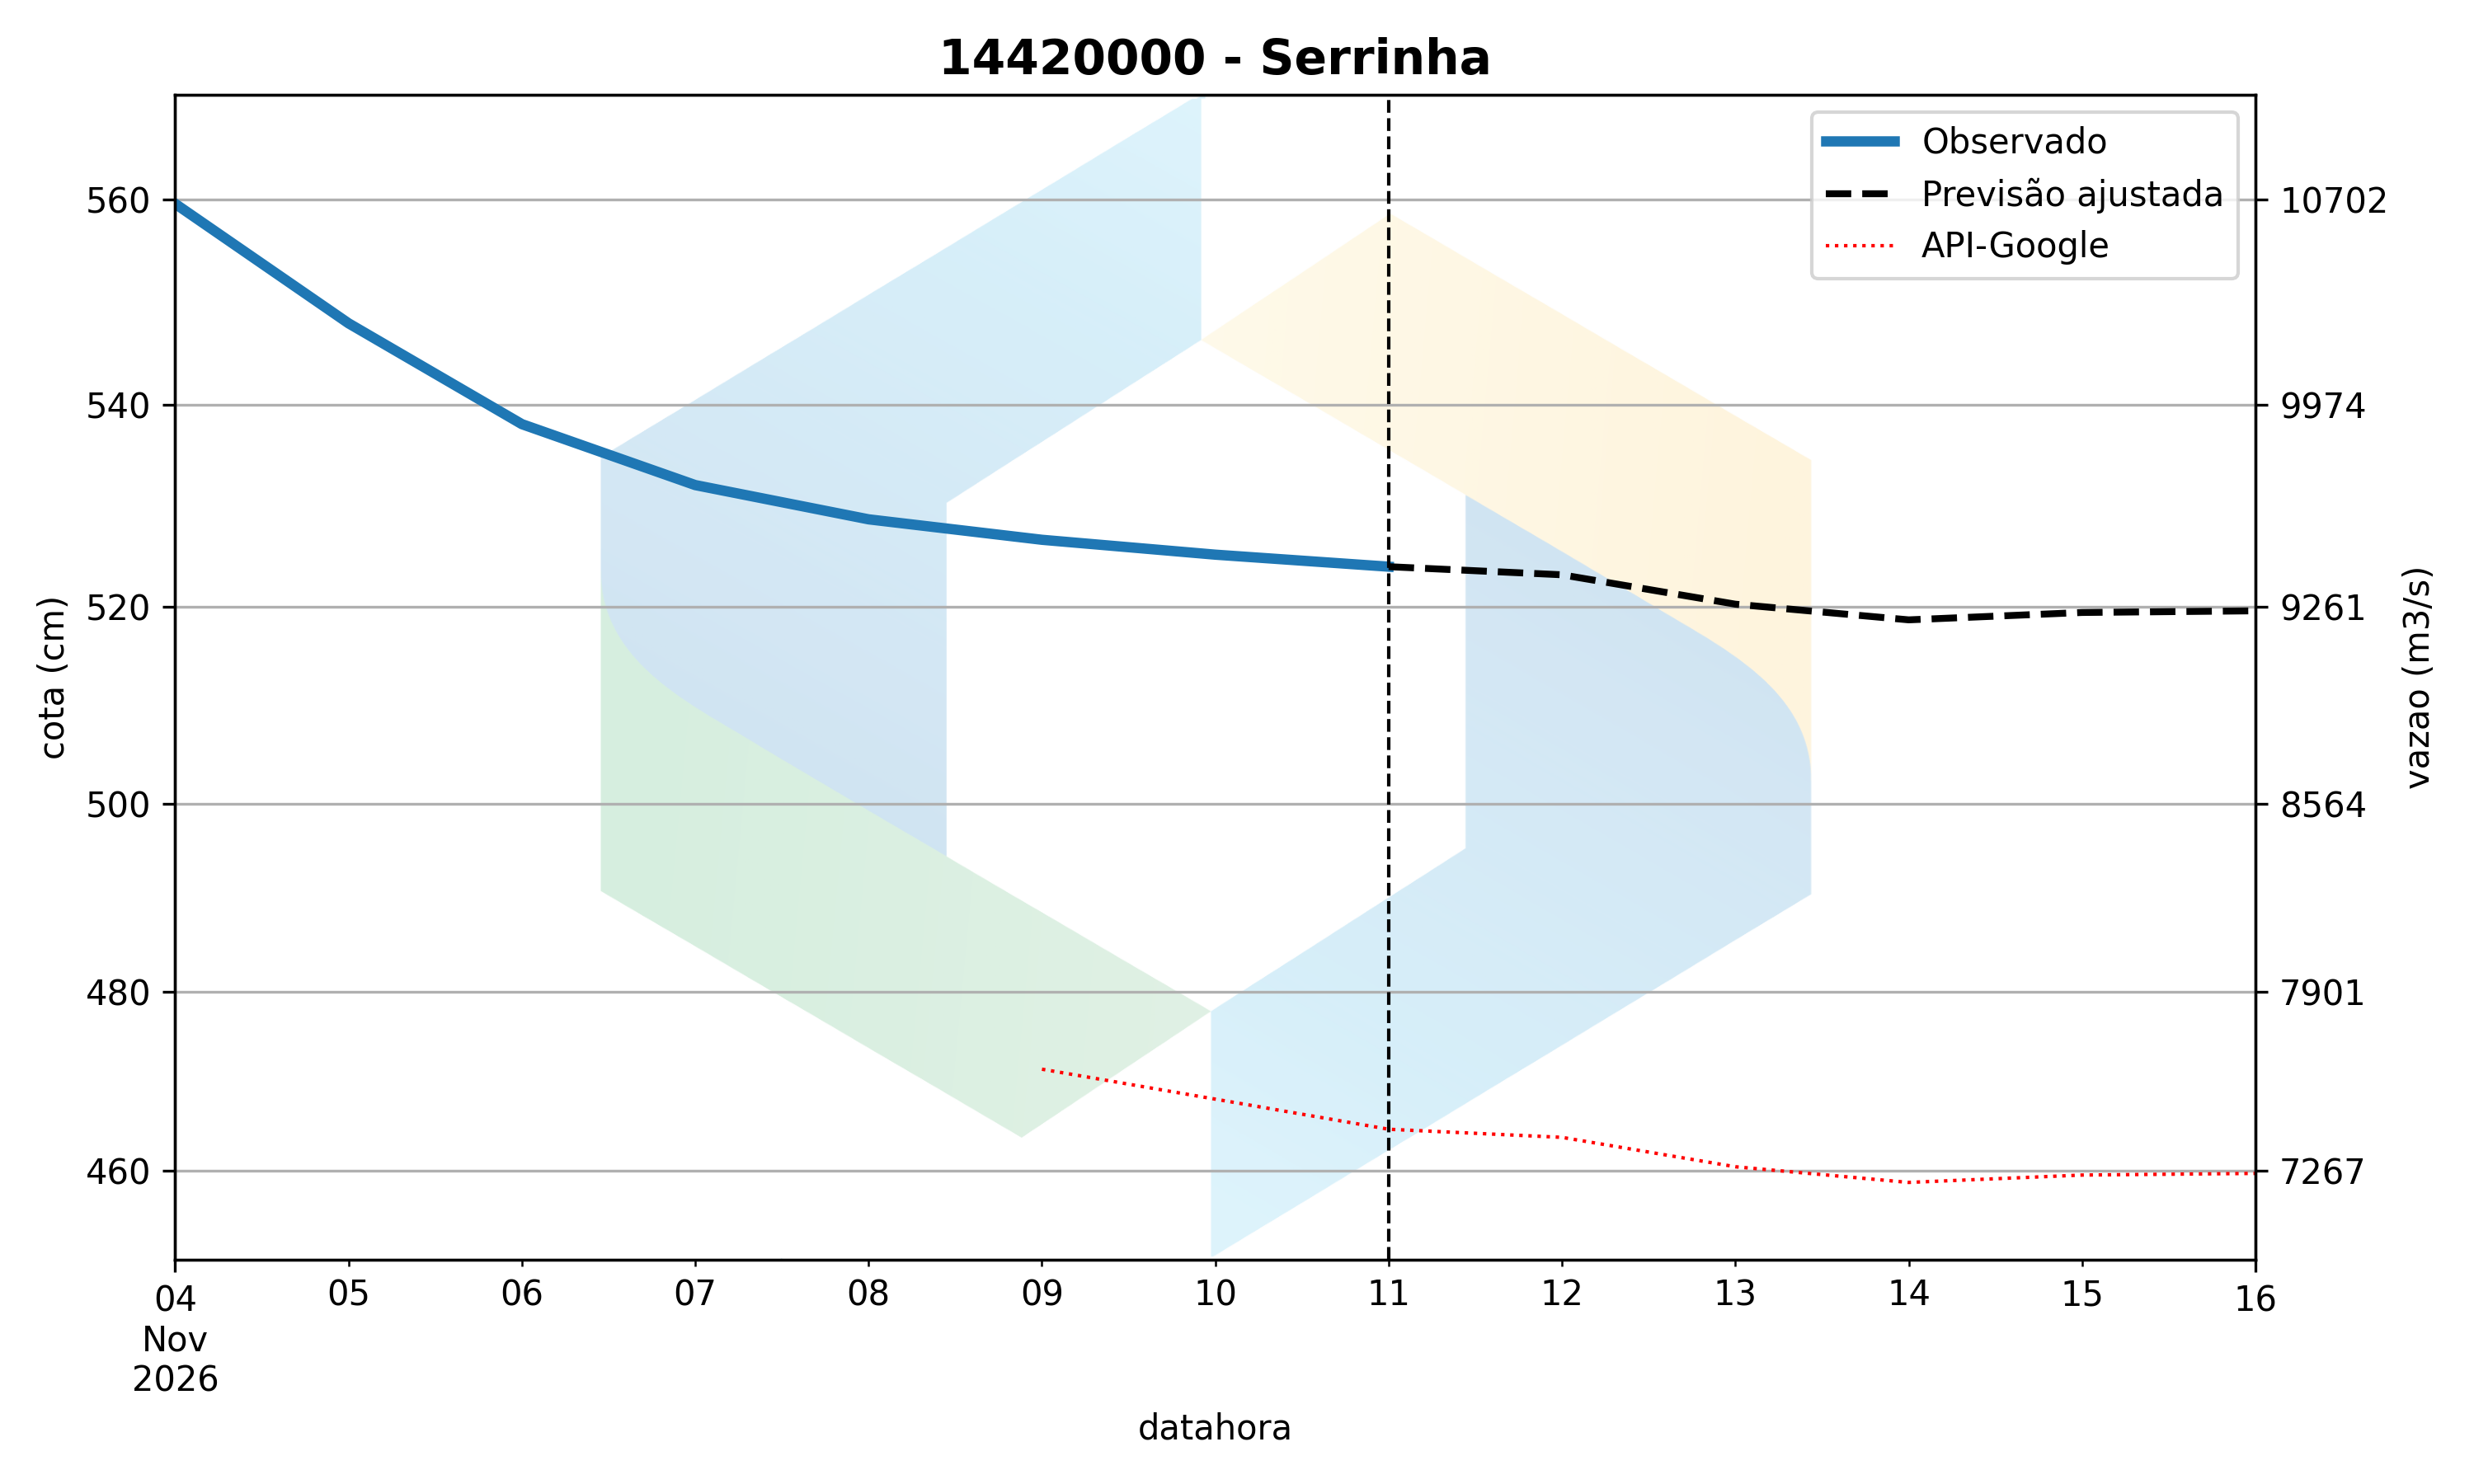 14420000 - Serrinha
Observado
Previsão ajustada
API-Google
560
540
520
500
480
460
cota (cm)
10702
9974
9261
8564
7901
7267
vazao (m3/s)
04 05 06 07 08 09 10 11 12 13 14 15 16
Nov
2026
datahora